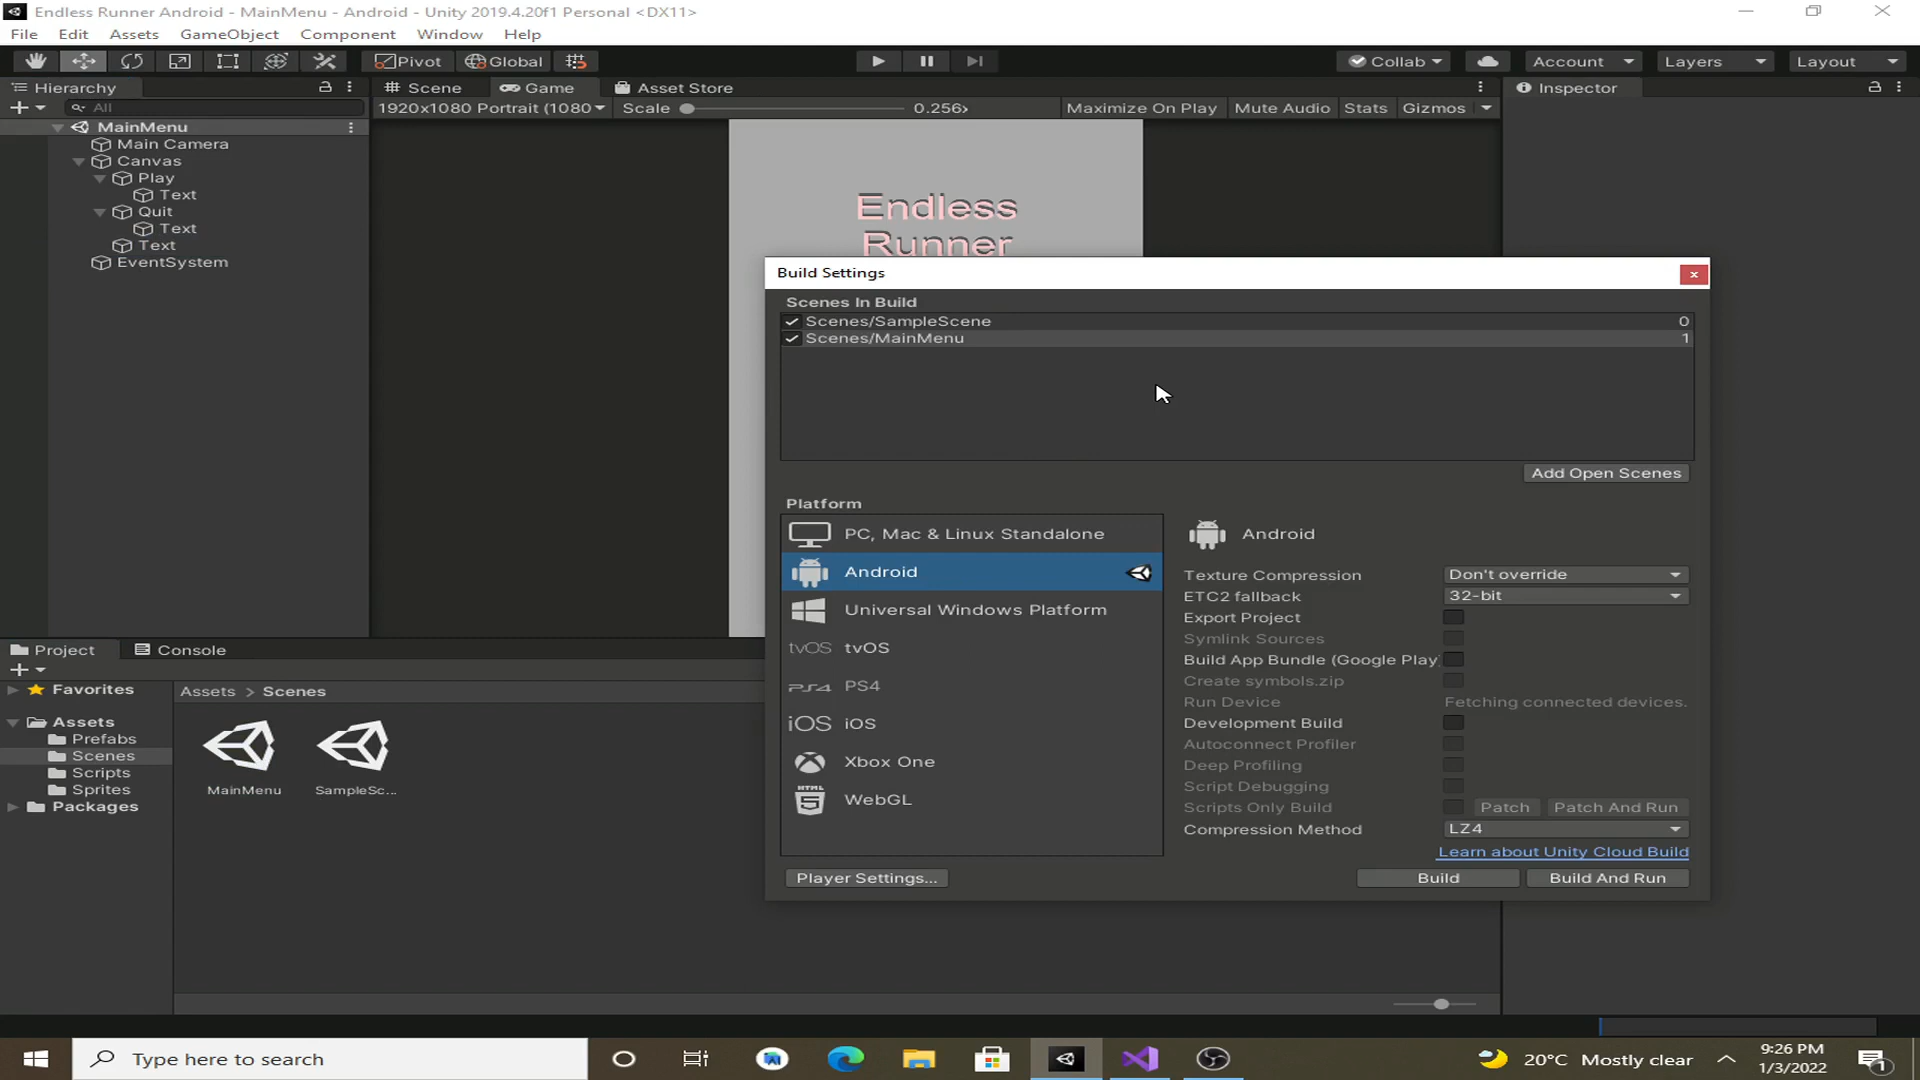 Endless Runner Android - MainMenu - Android - Unity 2019.4.20f1 Personal <DX11>
File Edit Assets GameObject Component Window Help
Pivot Global Collab Account Layers Layout
Hierarchy Scene Game Asset Store Inspector
All 1920x1080 Portrait (1080 Scale 0.256x Maximize On Play Mute Audio Stats Gizmos
MainMenu
Main Camera
Canvas
Play
Text
Quit
Text
Text
EventSystem
Endless
Runner
Build Settings
Scenes In Build
Scenes/SampleScene 0
Scenes/MainMenu 1
Add Open Scenes
Platform
PC, Mac & Linux Standalone
Android
Universal Windows Platform
tvOS tvOS
PS4 PS4
iOS iOS
Xbox One
HTML 5 WebGL
Android
Texture Compression Don't override
ETC2 fallback 32-bit
Export Project
Symlink Sources
Build App Bundle (Google Play)
Create symbols.zip
Run Device Fetching connected devices.
Development Build
Autoconnect Profiler
Deep Profiling
Script Debugging
Scripts Only Build Patch Patch And Run
Compression Method LZ4
Learn about Unity Cloud Build
Player Settings... Build Build And Run
Project Console
Favorites
Assets
Prefabs
Scenes
Scripts
Sprites
Packages
Assets > Scenes
MainMenu SampleSc...
Type here to search
20°C Mostly clear
9:26 PM
1/3/2022
1